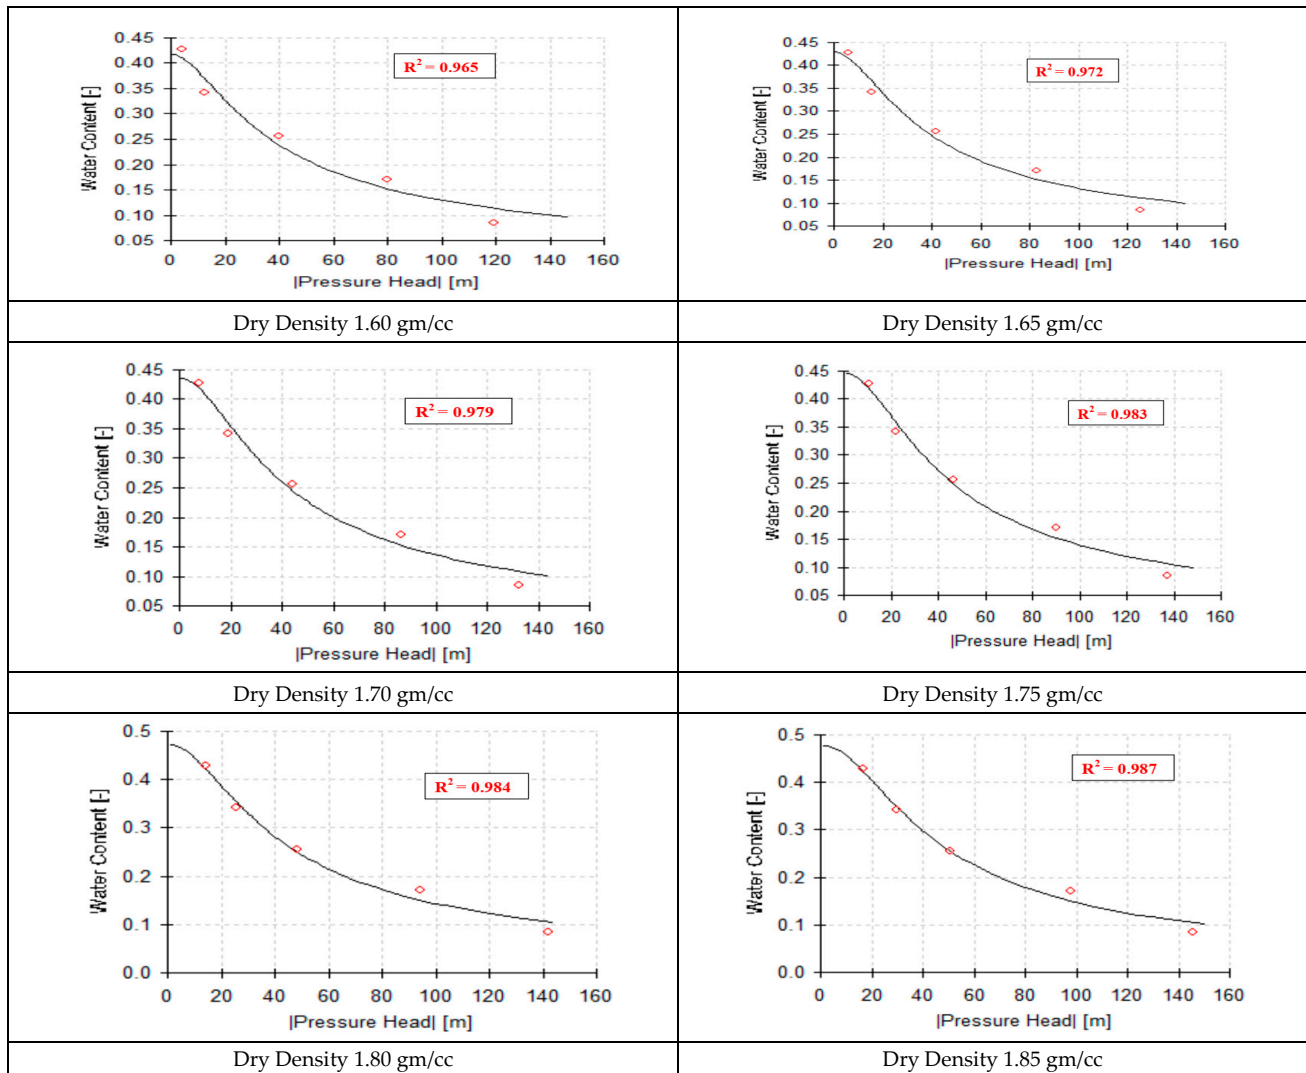 0.45
0.40
0.35
0.30
0.25
0.20
0.15
0.10
0.05
Water Content [-]
R² = 0.965
0 20 40 60 80 100 120 140 160
|Pressure Head| [m]
Dry Density 1.60 gm/cc
0.45
0.40
0.35
0.30
0.25
0.20
0.15
0.10
0.05
Water Content [-]
R² = 0.972
0 20 40 60 80 100 120 140 160
|Pressure Head| [m]
Dry Density 1.65 gm/cc
0.45
0.40
0.35
0.30
0.25
0.20
0.15
0.10
0.05
Water Content [-]
R² = 0.979
0 20 40 60 80 100 120 140 160
|Pressure Head| [m]
Dry Density 1.70 gm/cc
0.45
0.40
0.35
0.30
0.25
0.20
0.15
0.10
0.05
Water Content [-]
R² = 0.983
0 20 40 60 80 100 120 140 160
|Pressure Head| [m]
Dry Density 1.75 gm/cc
0.5
0.4
0.3
0.2
0.1
0.0
Water Content [-]
R² = 0.984
0 20 40 60 80 100 120 140 160
|Pressure Head| [m]
Dry Density 1.80 gm/cc
0.5
0.4
0.3
0.2
0.1
0.0
Water Content [-]
R² = 0.987
0 20 40 60 80 100 120 140 160
|Pressure Head| [m]
Dry Density 1.85 gm/cc